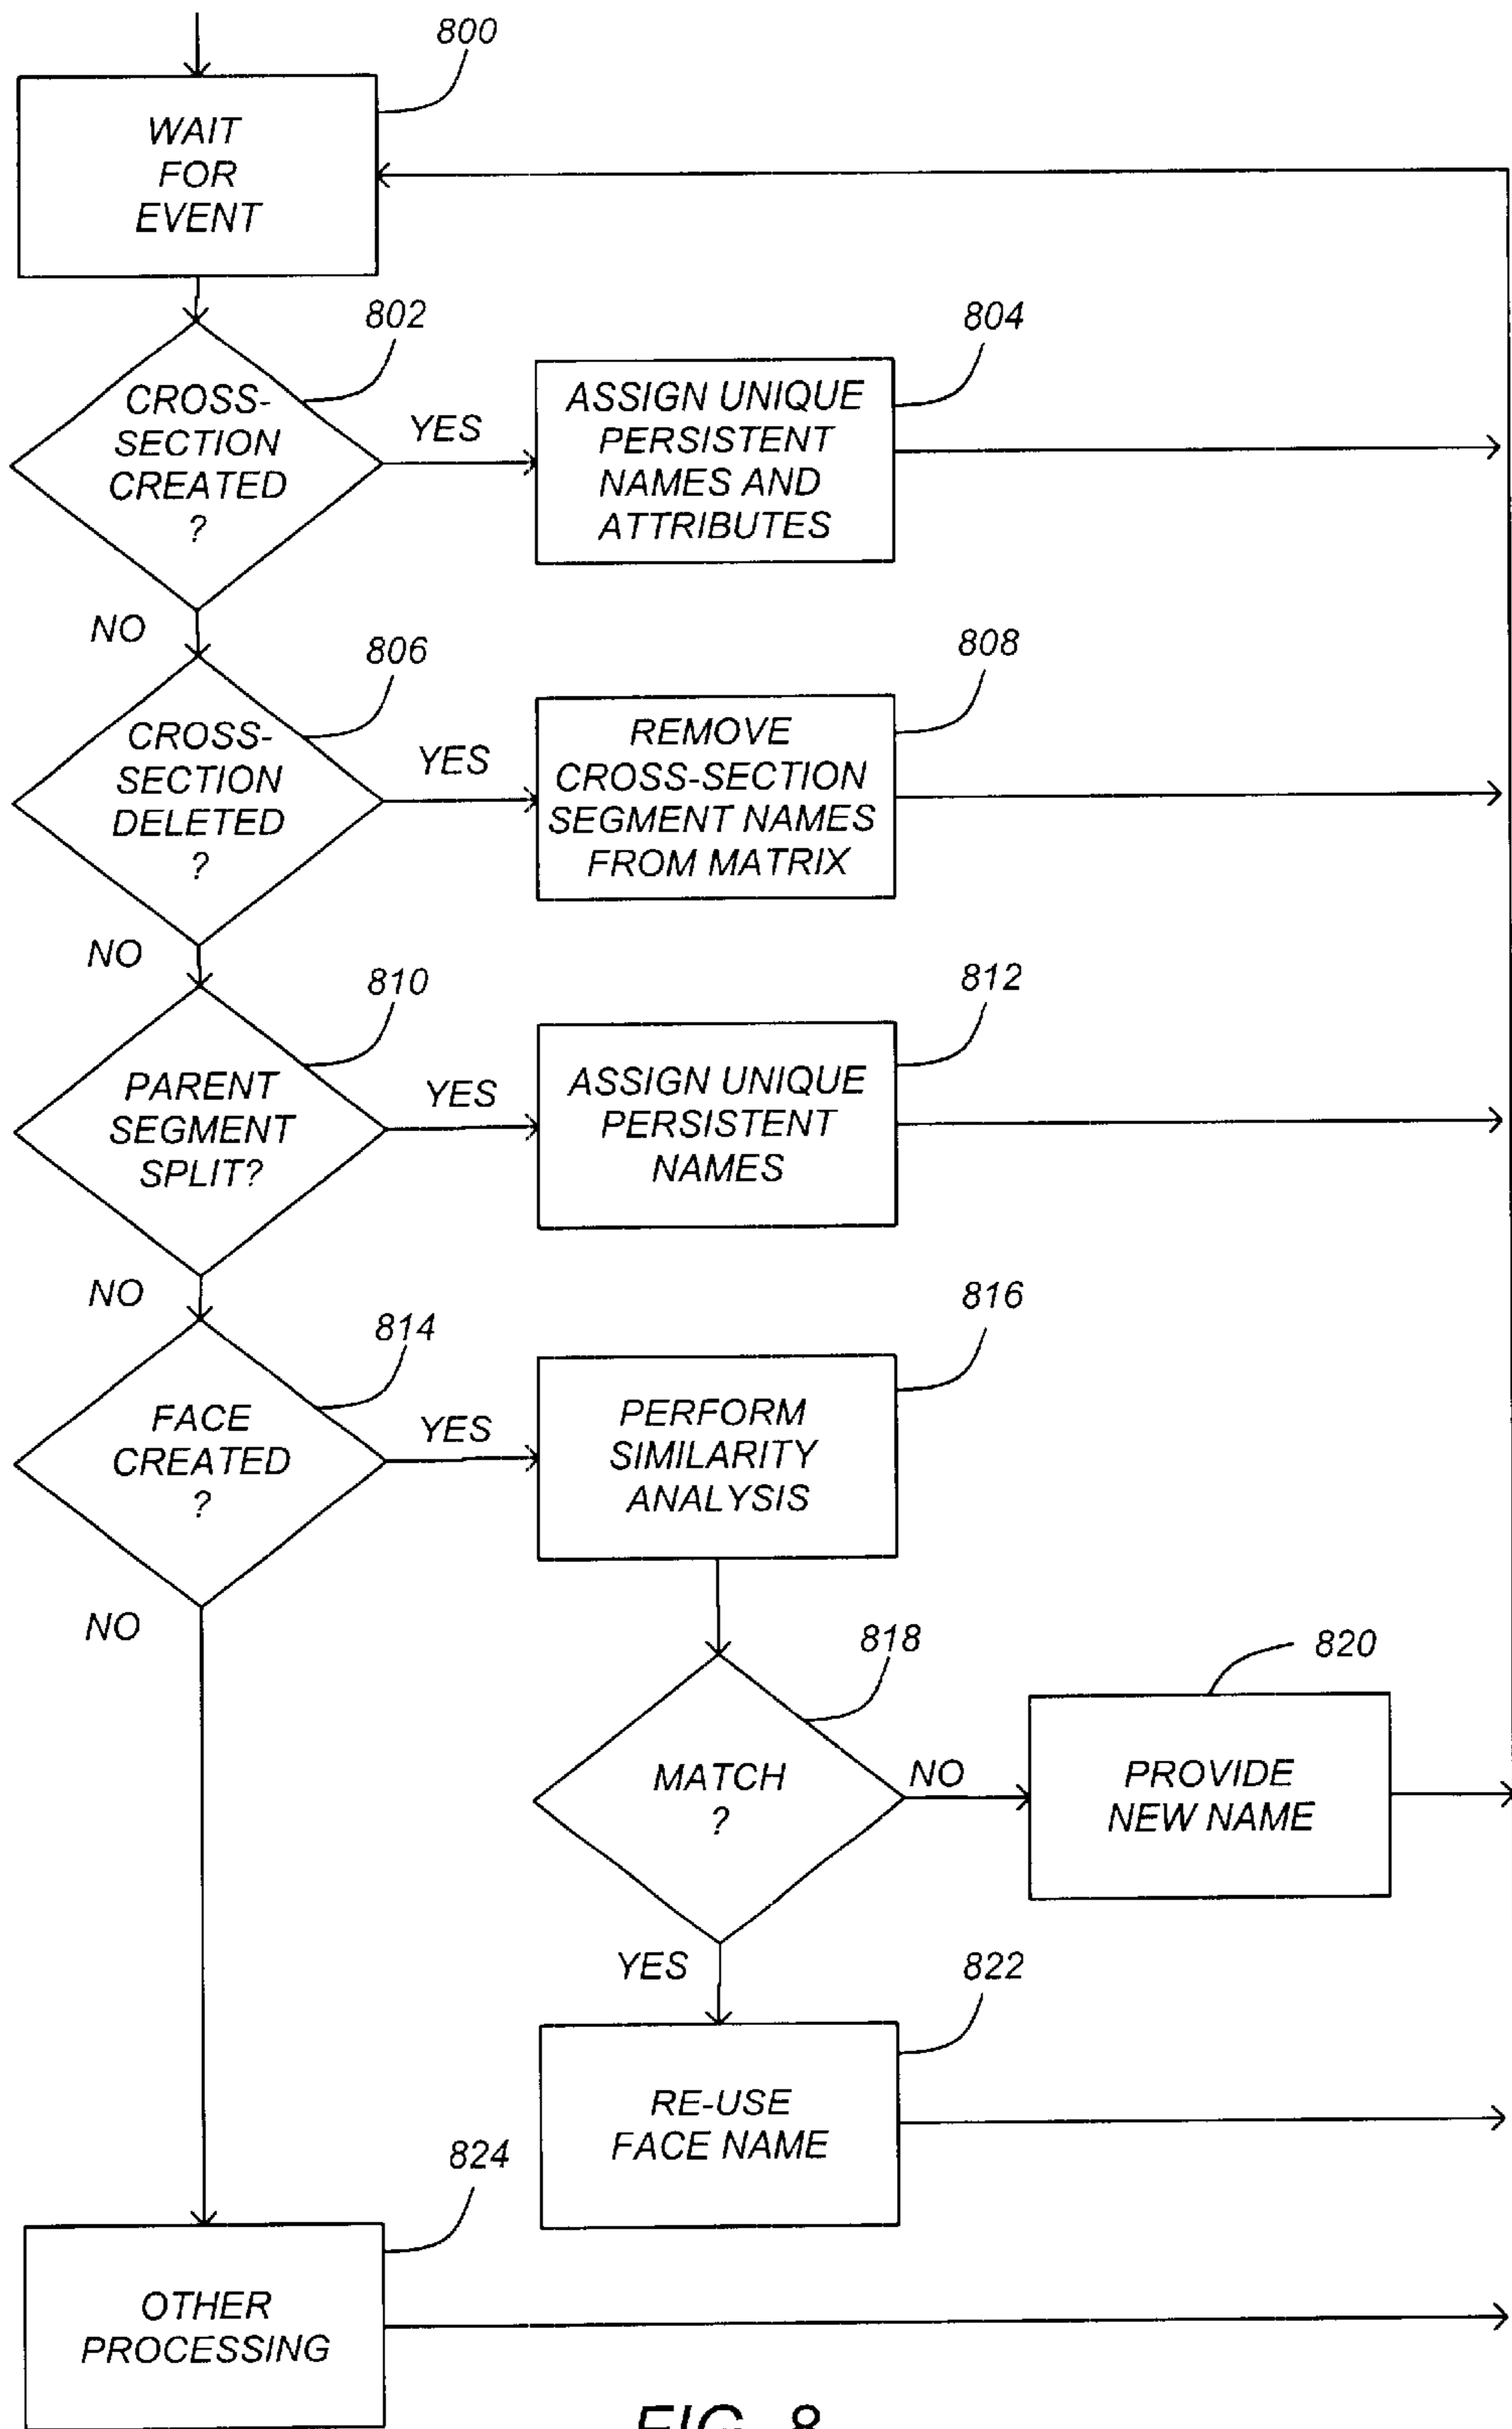 800
WAIT
FOR
EVENT
802
CROSS-
SECTION
CREATED
?
YES
804
ASSIGN UNIQUE
PERSISTENT
NAMES AND
ATTRIBUTES
NO
806
CROSS-
SECTION
DELETED
?
YES
808
REMOVE
CROSS-SECTION
SEGMENT NAMES
FROM MATRIX
NO
810
PARENT
SEGMENT
SPLIT?
YES
812
ASSIGN UNIQUE
PERSISTENT
NAMES
NO
814
FACE
CREATED
?
YES
816
PERFORM
SIMILARITY
ANALYSIS
NO
818
MATCH
?
NO
820
PROVIDE
NEW NAME
YES
822
RE-USE
FACE NAME
824
OTHER
PROCESSING
FIG. 8